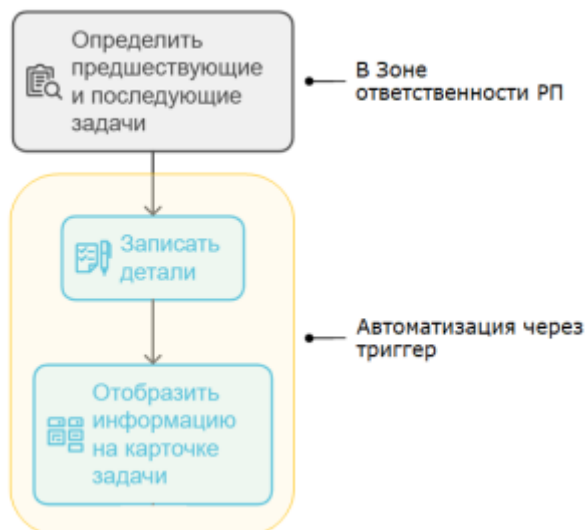 Определить
предшествующие
и последующие
задачи
В Зоне
ответственности РП
Записать
детали
Автоматизация через
триггер
Отобразить
информацию
на карточке
задачи